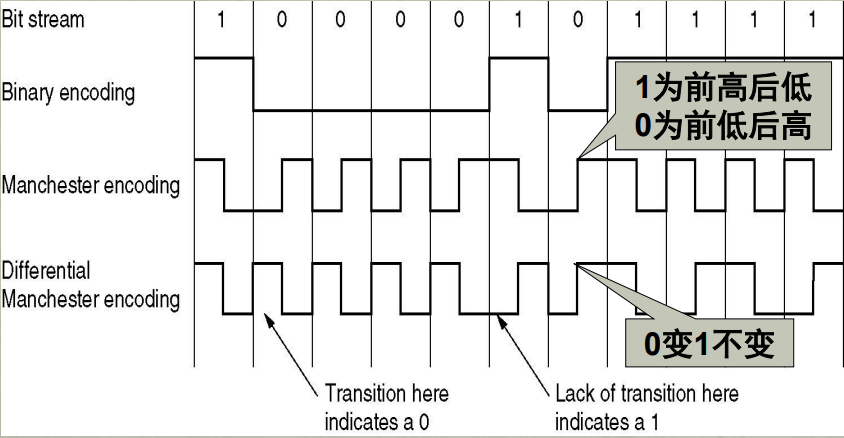 Bit stream 1 0 0 0 0 1 0 1 1 1 1
Binary encoding
1为前高后低
0为前低后高
Manchester encoding
Differential
Manchester encoding
0变1不变
Transition here
indicates a 0
Lack of transition here
indicates a 1